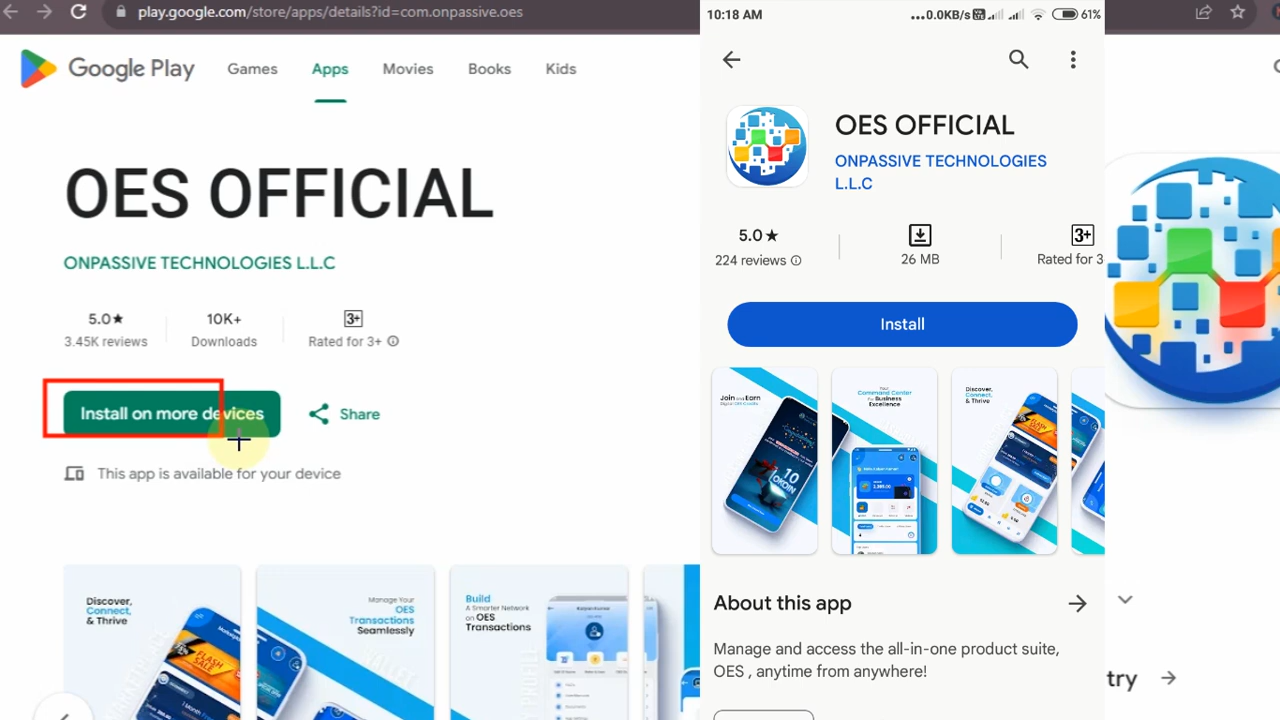 play.google.com/store/apps/details?id=com.onpassive.oes
Google Play
Games
Apps
Movies
Books
Kids
OES OFFICIAL
ONPASSIVE TECHNOLOGIES L.L.C
5.0★
3.45K reviews
10K+
Downloads
3+
Rated for 3+
Install on more devices
Share
This app is available for your device
Discover,
Connect,
& Thrive
FLASH
SALE
Manage Your
OES
Transactions
Seamlessly
Build
A Smarter Network
on OES
Transactions
10:18 AM
...0.0KB/s
61%
OES OFFICIAL
ONPASSIVE TECHNOLOGIES
L.L.C
5.0★
224 reviews
26 MB
3+
Rated for 3
Install
Join and Earn
10
Your
Command Center
for Business
Excellence
Discover,
Connect,
& Thrive
About this app
Manage and access the all-in-one product suite,
OES , anytime from anywhere!
try